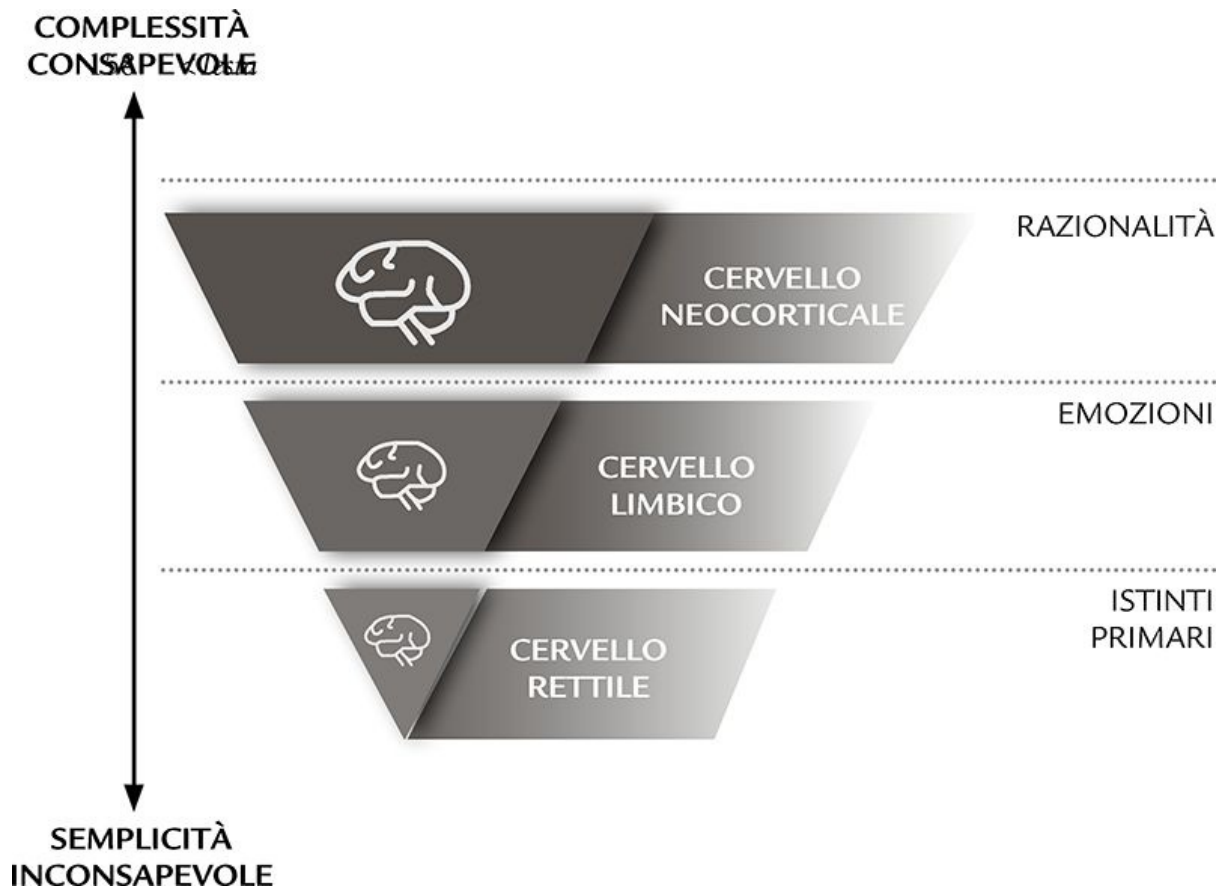 COMPLESSITÀ
CONSAPEVOLE
RAZIONALITÀ
CERVELLO
NEOCORTICALE
EMOZIONI
CERVELLO
LIMBICO
ISTINTI
PRIMARI
CERVELLO
RETTILE
SEMPLICITÀ
INCONSAPEVOLE